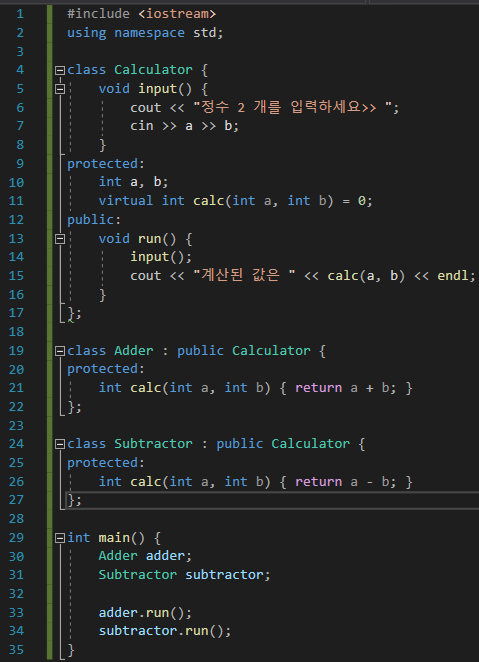 1 #include <iostream>
2 using namespace std;
3
4 class Calculator {
5     void input() {
6         cout << "정수 2 개를 입력하세요>> ";
7         cin >> a >> b;
8     }
9 protected:
10     int a, b;
11     virtual int calc(int a, int b) = 0;
12 public:
13     void run() {
14         input();
15         cout << "계산된 값은 " << calc(a, b) << endl;
16     }
17 };
18
19 class Adder : public Calculator {
20 protected:
21     int calc(int a, int b) { return a + b; }
22 };
23
24 class Subtractor : public Calculator {
25 protected:
26     int calc(int a, int b) { return a - b; }
27 };
28
29 int main() {
30     Adder adder;
31     Subtractor subtractor;
32
33     adder.run();
34     subtractor.run();
35 }